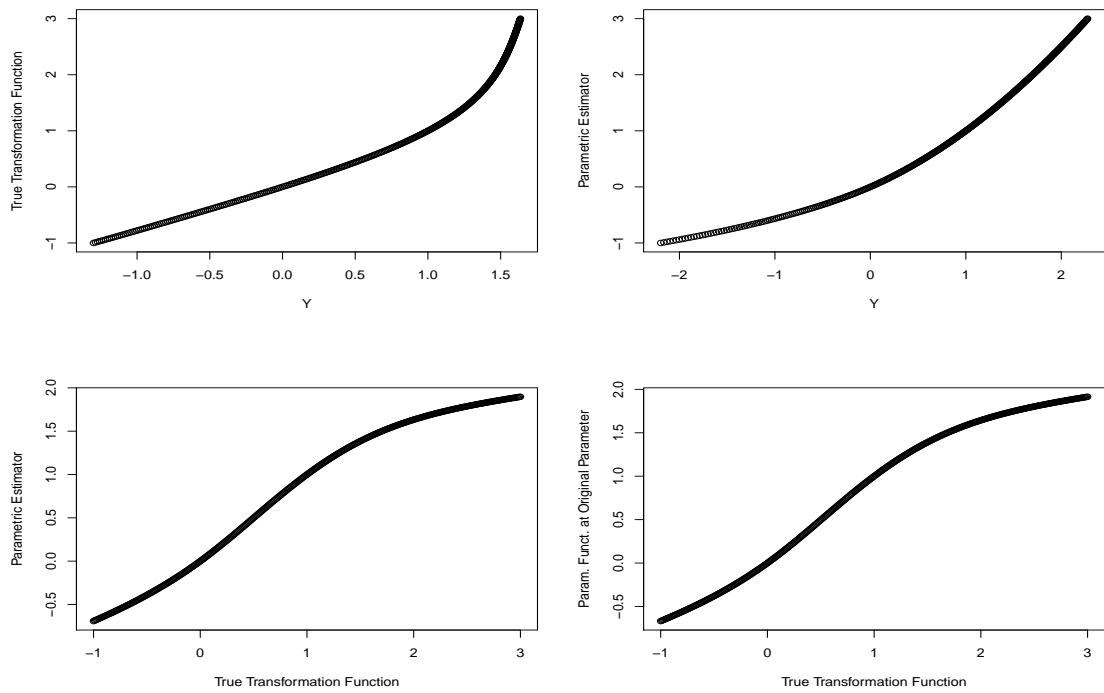 True Transformation Function
3
2
1
0
−1
−1.0 −0.5 0.0 0.5 1.0 1.5
Y
Parametric Estimator
3
2
1
0
−1
−2 −1 0 1 2
Y
Parametric Estimator
2.0
1.5
1.0
0.5
0.0
−0.5
−1 0 1 2 3
True Transformation Function
Param. Funct. at Original Parameter
2.0
1.5
1.0
0.5
0.0
−0.5
−1 0 1 2 3
True Transformation Function